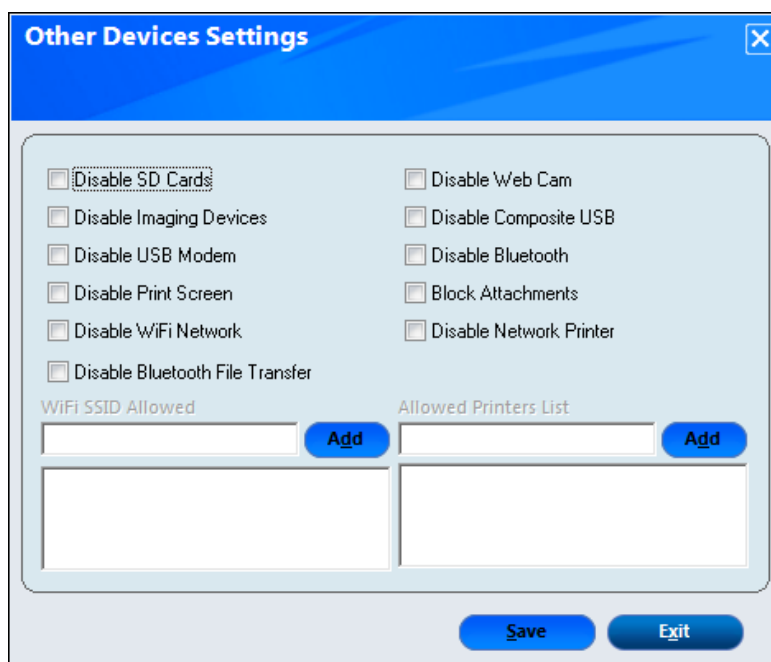 Other Devices Settings
Disable SD Cards
Disable Web Cam
Disable Imaging Devices
Disable Composite USB
Disable USB Modem
Disable Bluetooth
Disable Print Screen
Block Attachments
Disable WiFi Network
Disable Network Printer
Disable Bluetooth File Transfer
WiFi SSID Allowed
Allowed Printers List
Add
Add
Save
Exit